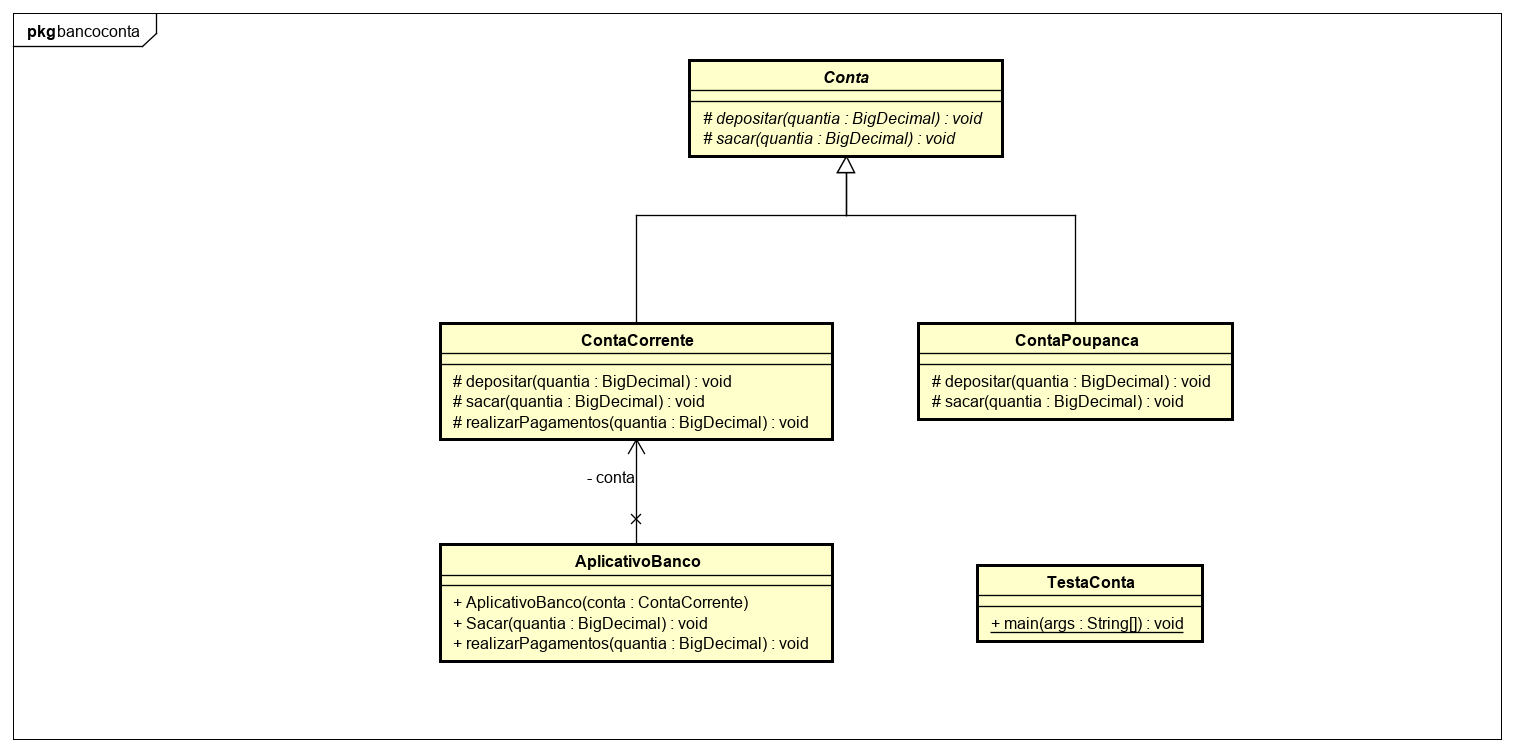 pkg bancoconta
Conta
# depositar(quantia : BigDecimal) : void
# sacar(quantia : BigDecimal) : void
ContaCorrente
# depositar(quantia : BigDecimal) : void
# sacar(quantia : BigDecimal) : void
# realizarPagamentos(quantia : BigDecimal) : void
ContaPoupanca
# depositar(quantia : BigDecimal) : void
# sacar(quantia : BigDecimal) : void
- conta
AplicativoBanco
+ AplicativoBanco(conta : ContaCorrente)
+ Sacar(quantia : BigDecimal) : void
+ realizarPagamentos(quantia : BigDecimal) : void
TestaConta
+ main(args : String[]) : void